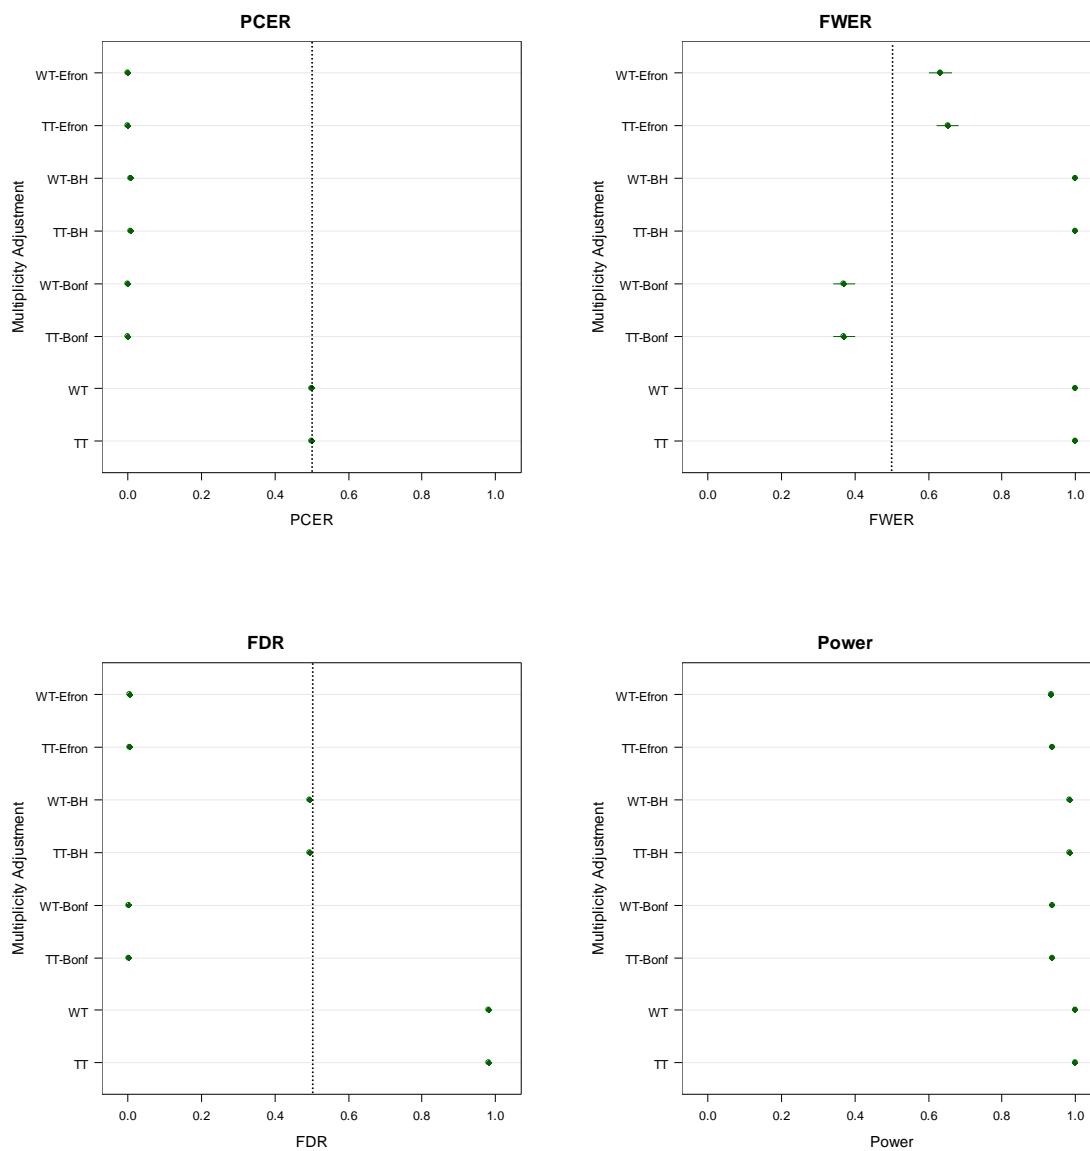 PCER
Multiplicity Adjustment
WT-Efron
TT-Efron
WT-BH
TT-BH
WT-Bonf
TT-Bonf
WT
TT
0.0 0.2 0.4 0.6 0.8 1.0
PCER
FWER
Multiplicity Adjustment
WT-Efron
TT-Efron
WT-BH
TT-BH
WT-Bonf
TT-Bonf
WT
TT
0.0 0.2 0.4 0.6 0.8 1.0
FWER
FDR
Multiplicity Adjustment
WT-Efron
TT-Efron
WT-BH
TT-BH
WT-Bonf
TT-Bonf
WT
TT
0.0 0.2 0.4 0.6 0.8 1.0
FDR
Power
Multiplicity Adjustment
WT-Efron
TT-Efron
WT-BH
TT-BH
WT-Bonf
TT-Bonf
WT
TT
0.0 0.2 0.4 0.6 0.8 1.0
Power